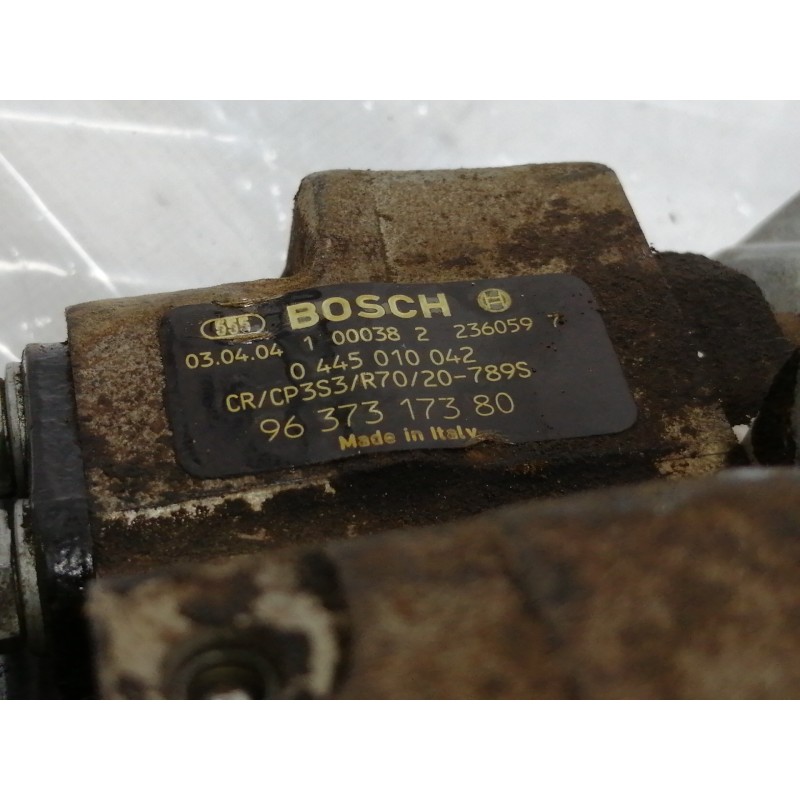 555 BOSCH
03.04.04 1 00038 2 236059 7
0 445 010 042
CR/CP3S3/R70/20-789S
96 373 173 80
Made in Italy